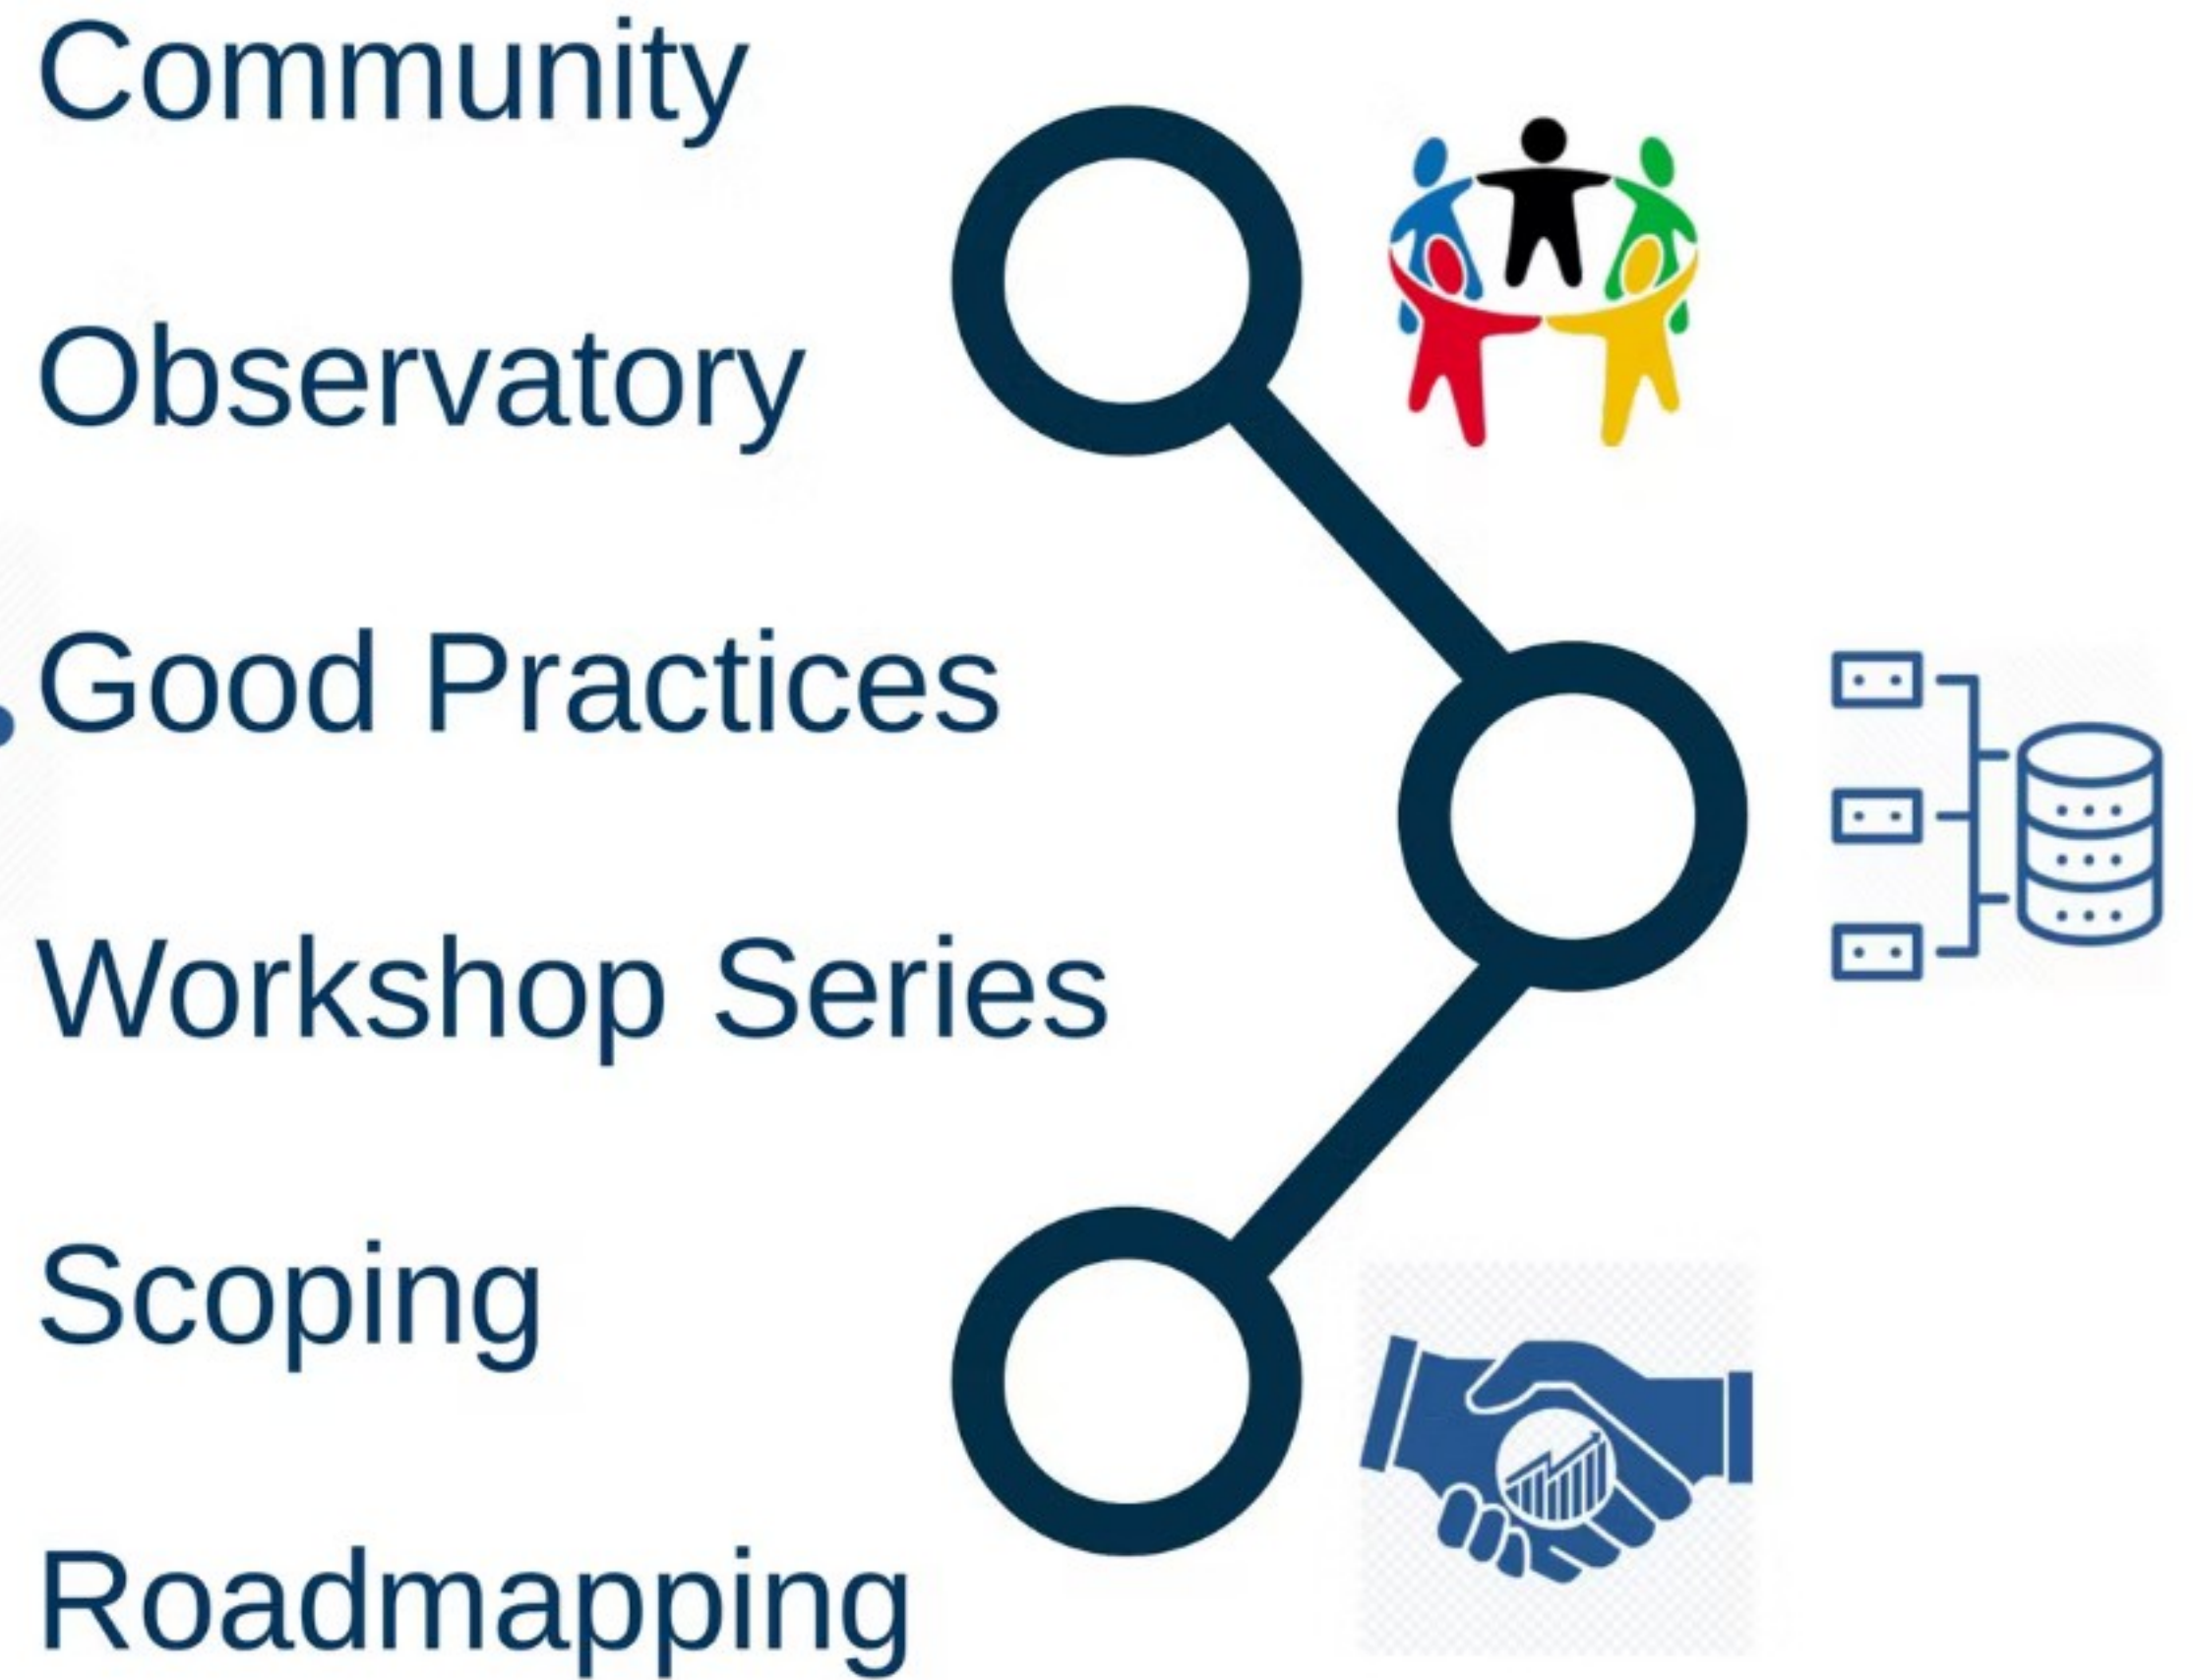 Community
Observatory
Good Practices
Workshop Series
Scoping
Roadmapping